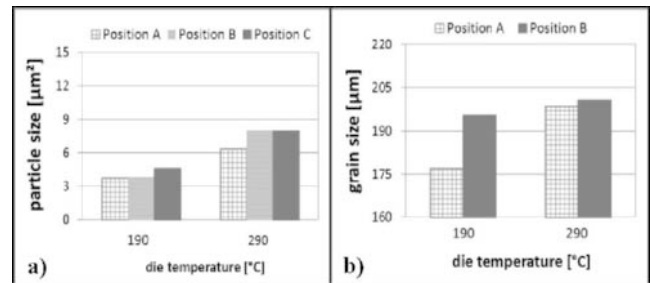 Position A Position B Position C
15
12
9
6
3
0
particle size [µm²]
190 290
die temperature [°C]
a)
Position A Position B
220
205
190
175
160
grain size [µm]
190 290
die temperature [°C]
b)